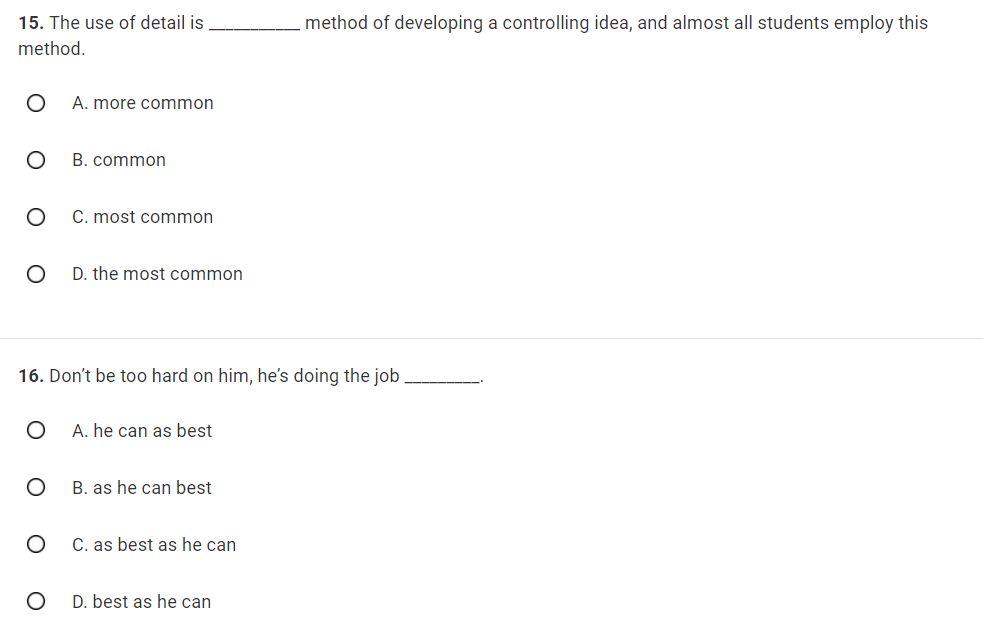 15. The use of detail is __________ method of developing a controlling idea, and almost all students employ this
method.
A. more common
B. common
C. most common
D. the most common
16. Don’t be too hard on him, he’s doing the job ________.
A. he can as best
B. as he can best
C. as best as he can
D. best as he can